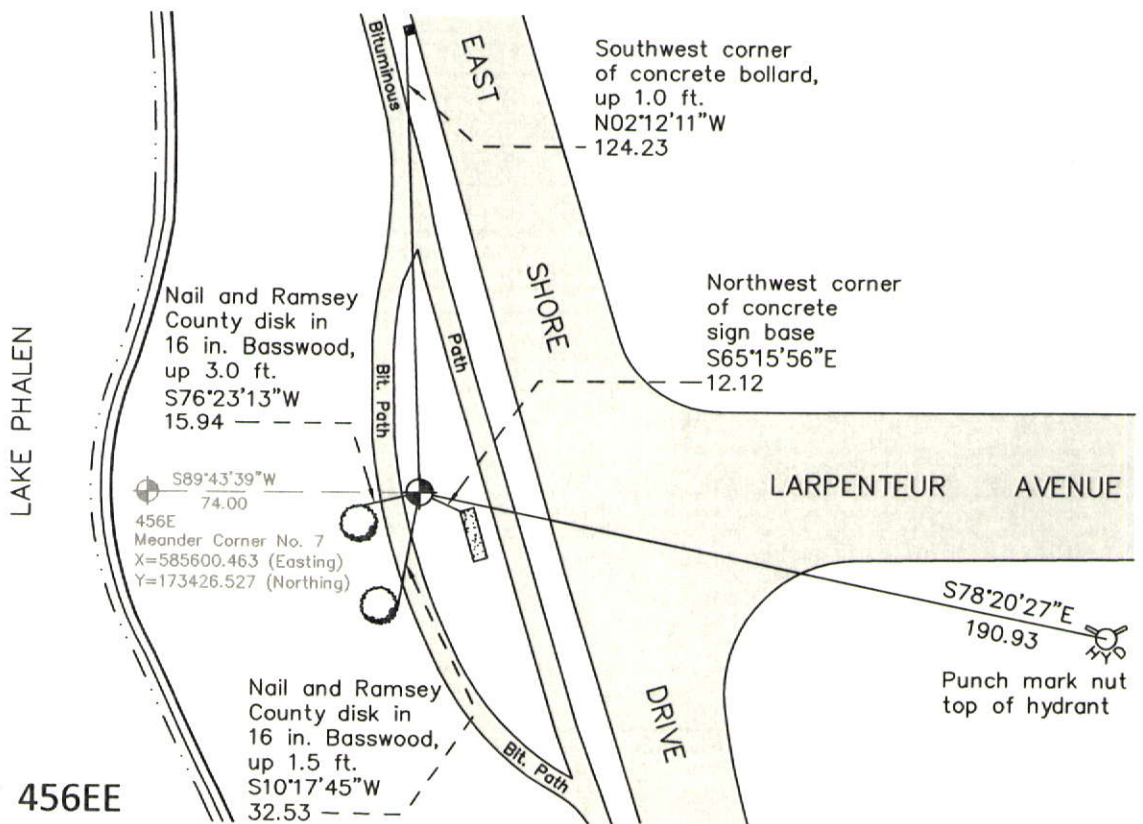 Bituminous
EAST
Southwest corner
of concrete bollard,
up 1.0 ft.
N02°12'11"W
124.23
SHORE
Northwest corner
of concrete
sign base
S65°15'56"E
12.12
Nail and Ramsey
County disk in
16 in. Basswood,
up 3.0 ft.
S76°23'13"W
15.94
Path
Bit. Path
LAKE PHALEN
S89°43'39"W
74.00
456E
Meander Corner No. 7
X=585600.463 (Easting)
Y=173426.527 (Northing)
LARPENTEUR AVENUE
S78°20'27"E
190.93
HYD
Punch mark nut
top of hydrant
Nail and Ramsey
County disk in
16 in. Basswood,
up 1.5 ft.
S10°17'45"W
32.53
Bit. Path
DRIVE
456EE